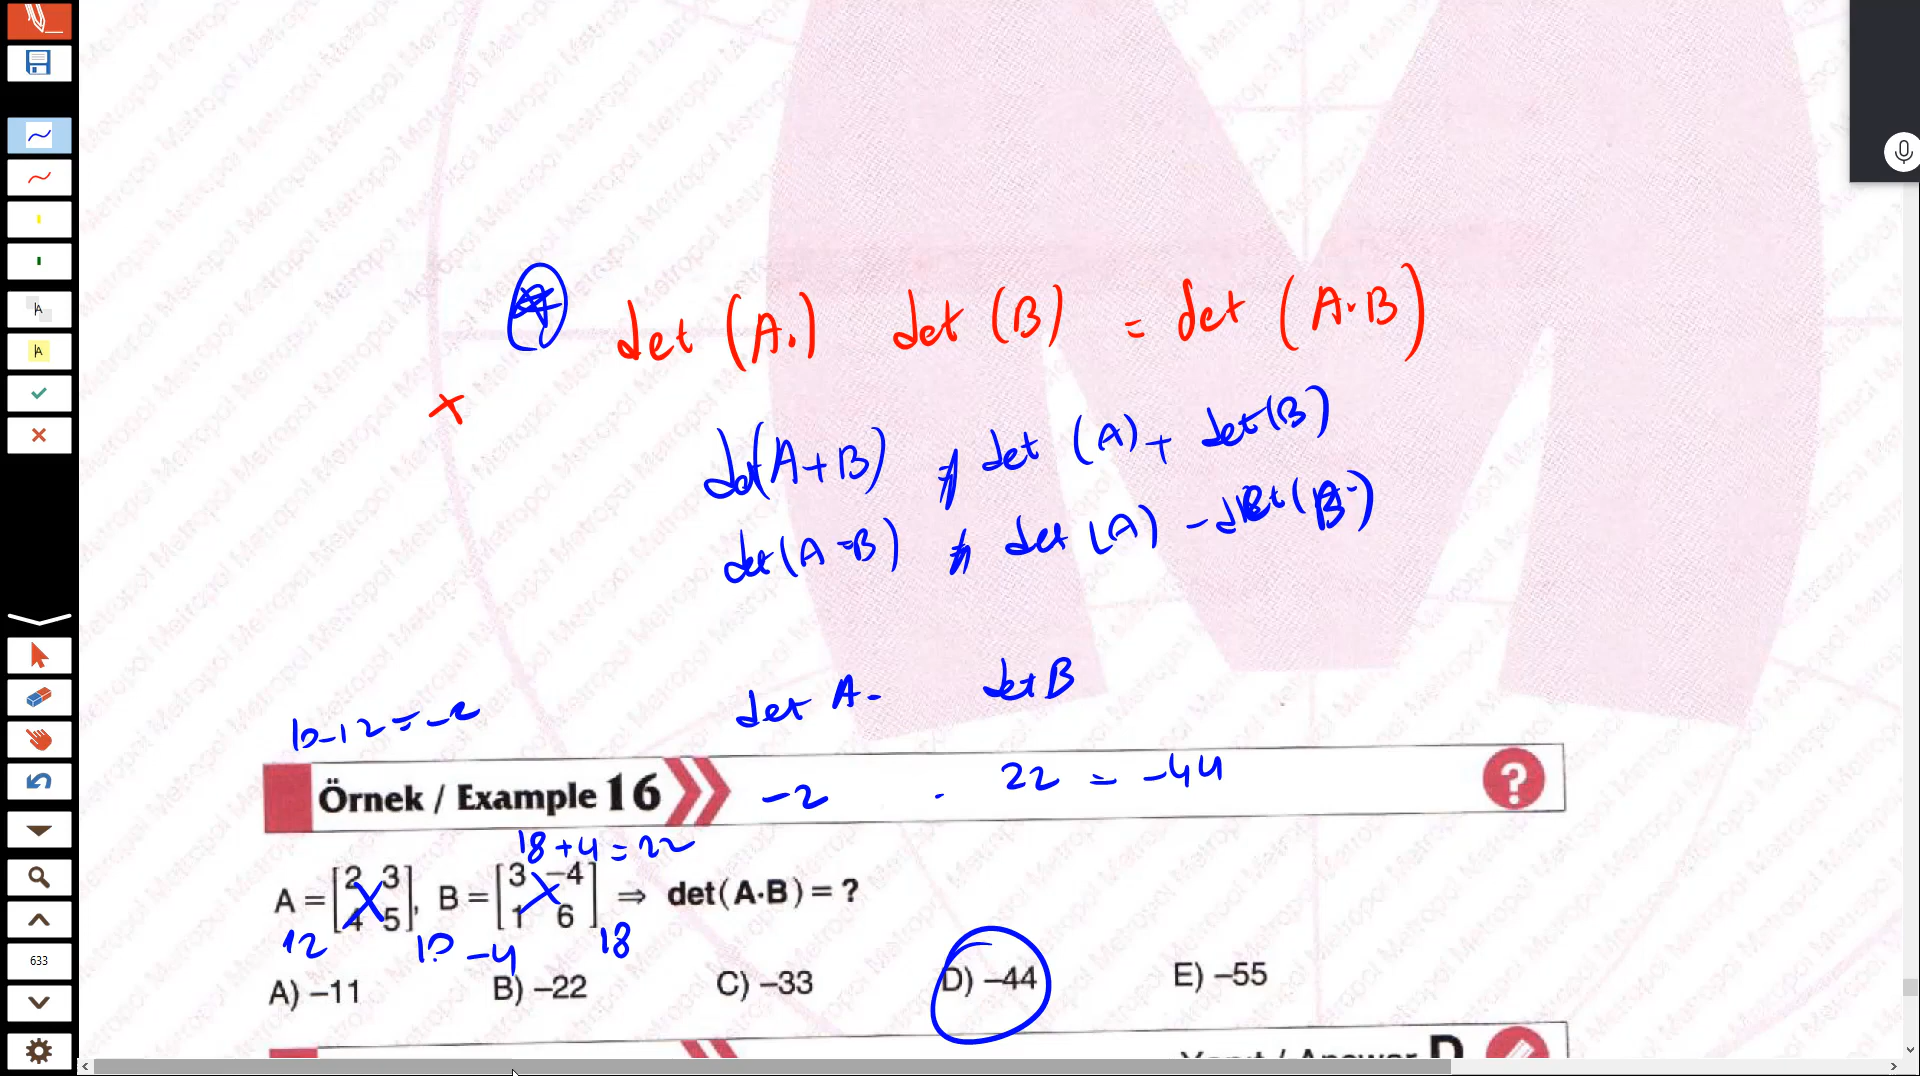 det (A.) det (B) = det (A.B)
det(A+B) ≠ det (A) + det(B)
det(A-B) ≠ det (A) - det(B)
det A. det B
10-12=-2
Örnek / Example 16
-2 . 22 = -44
18+4=22
A = [2 3 4 5], B = [3 –4 1 6] ⇒ det(A·B) = ?
12 10 -4 18
A) –11 B) –22 C) –33 D) –44 E) –55
Yanıt / Answer D
633